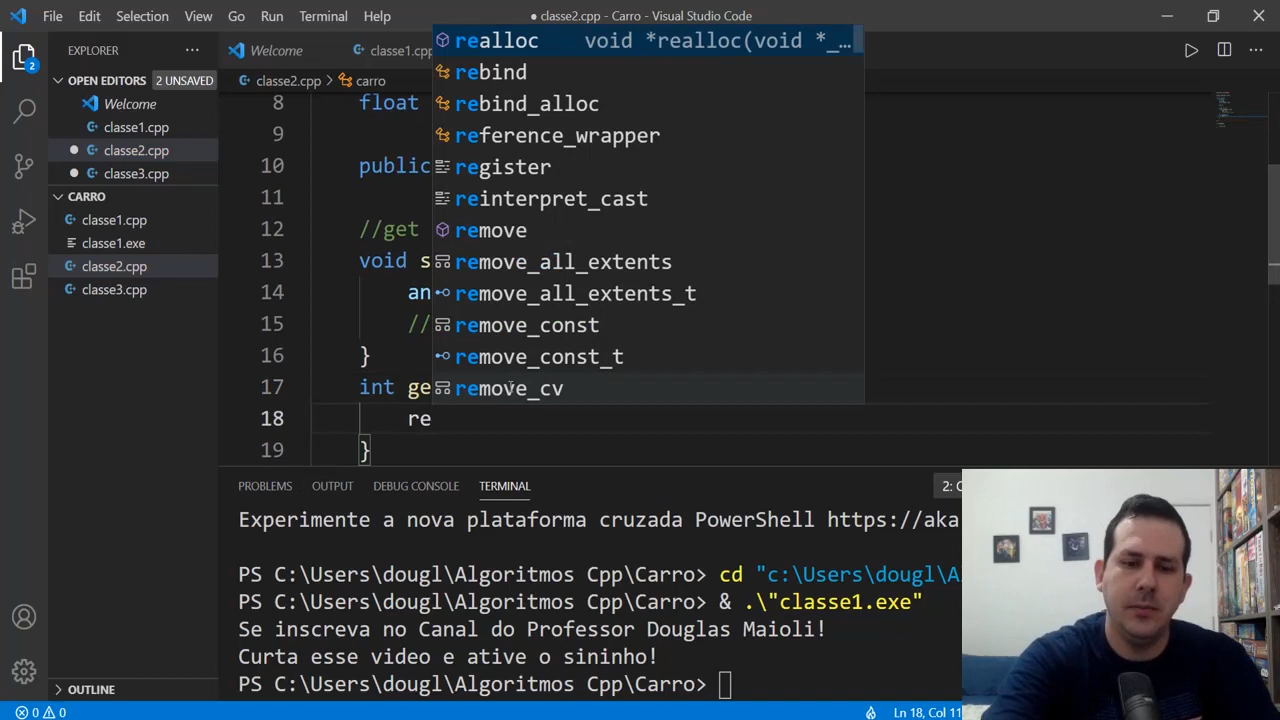 File Edit Selection View Go Run Terminal Help
● classe2.cpp - Carro - Visual Studio Code
EXPLORER ···
Welcome classe1.cpp
OPEN EDITORS 2 UNSAVED
classe2.cpp > carro
Welcome
classe1.cpp
classe2.cpp
classe3.cpp
CARRO
classe1.cpp
classe1.exe
classe2.cpp
classe3.cpp
OUTLINE
2
realloc void *realloc(void *_…
rebind
rebind_alloc
reference_wrapper
register
reinterpret_cast
remove
remove_all_extents
remove_all_extents_t
remove_const
remove_const_t
remove_cv
8 float
9
10 public
11
12 //get
13 void s
14 an
15 //
16 }
17 int ge
18 re
19 }
PROBLEMS OUTPUT DEBUG CONSOLE TERMINAL 2: C
Experimente a nova plataforma cruzada PowerShell https://aka
PS C:\Users\dougl\Algoritmos Cpp\Carro> cd "c:\Users\dougl\A
PS C:\Users\dougl\Algoritmos Cpp\Carro> & .\"classe1.exe"
Se inscreva no Canal do Professor Douglas Maioli!
Curta esse video e ative o sininho!
PS C:\Users\dougl\Algoritmos Cpp\Carro>
0 0
Ln 18, Col 11